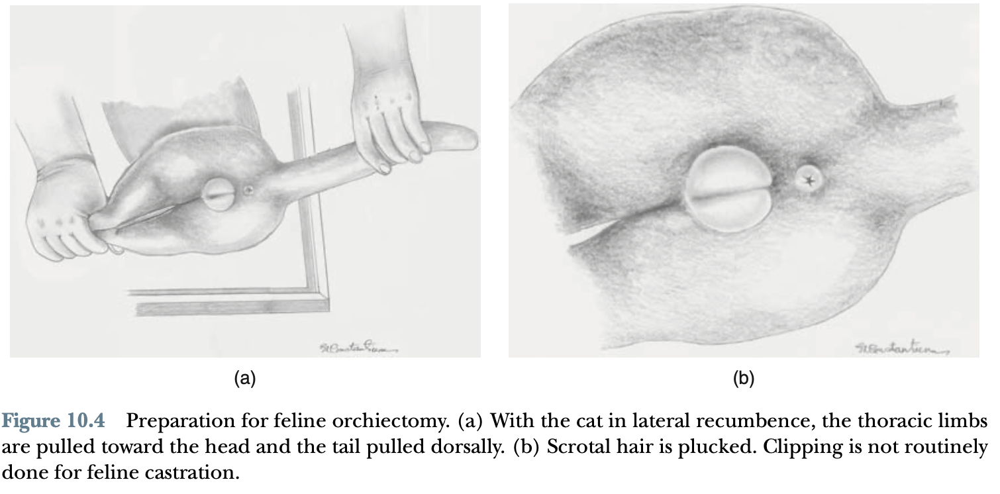 (a)
(b)
Figure 10.4 Preparation for feline orchiectomy. (a) With the cat in lateral recumbence, the thoracic limbs
are pulled toward the head and the tail pulled dorsally. (b) Scrotal hair is plucked. Clipping is not routinely
done for feline castration.